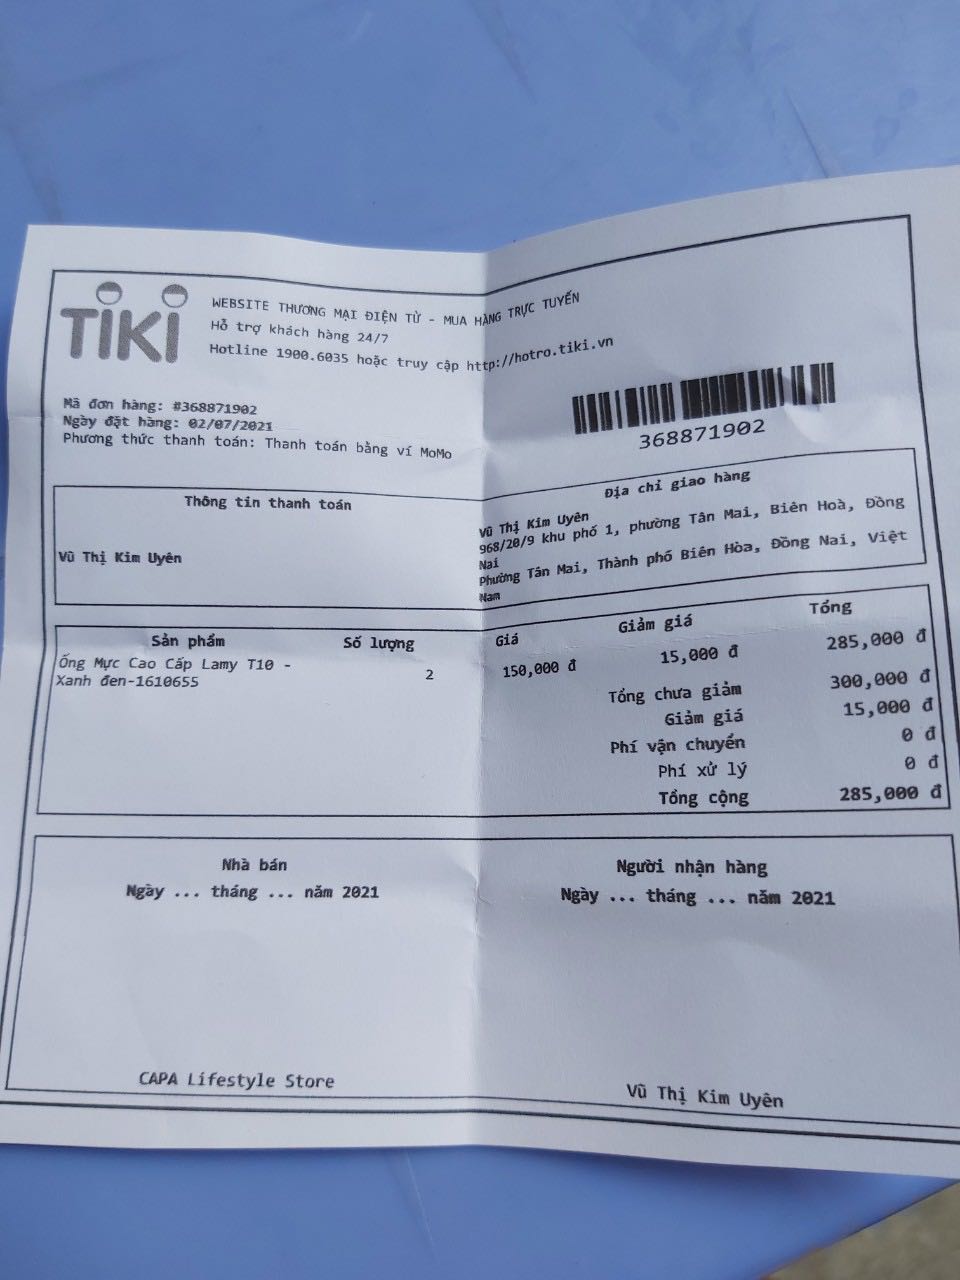 TIKI
WEBSITE THƯƠNG MẠI ĐIỆN TỬ - MUA HÀNG TRỰC TUYẾN
Hỗ trợ khách hàng 24/7
Hotline 1900.6035 hoặc truy cập http://hotro.tiki.vn
Mã đơn hàng: #368871902
Ngày đặt hàng: 02/07/2021
Phương thức thanh toán: Thanh toán bằng ví MoMo
368871902
Thông tin thanh toán
Vũ Thị Kim Uyên
Địa chỉ giao hàng
Vũ Thị Kim Uyên
968/20/9 khu phố 1, phường Tân Mai, Biên Hoà, Đồng
Nai
Phường Tân Mai, Thành phố Biên Hòa, Đồng Nai, Việt
Nam
Sản phẩm Số lượng Giá Giảm giá Tổng
Ống Mực Cao Cấp Lamy T10 - 2 150,000 đ 15,000 đ 285,000 đ
Xanh đen-1610655
Tổng chưa giảm 300,000 đ
Giảm giá 15,000 đ
Phí vận chuyển 0 đ
Phí xử lý 0 đ
Tổng cộng 285,000 đ
Nhà bán
Ngày ... tháng ... năm 2021
CAPA Lifestyle Store
Người nhận hàng
Ngày ... tháng ... năm 2021
Vũ Thị Kim Uyên